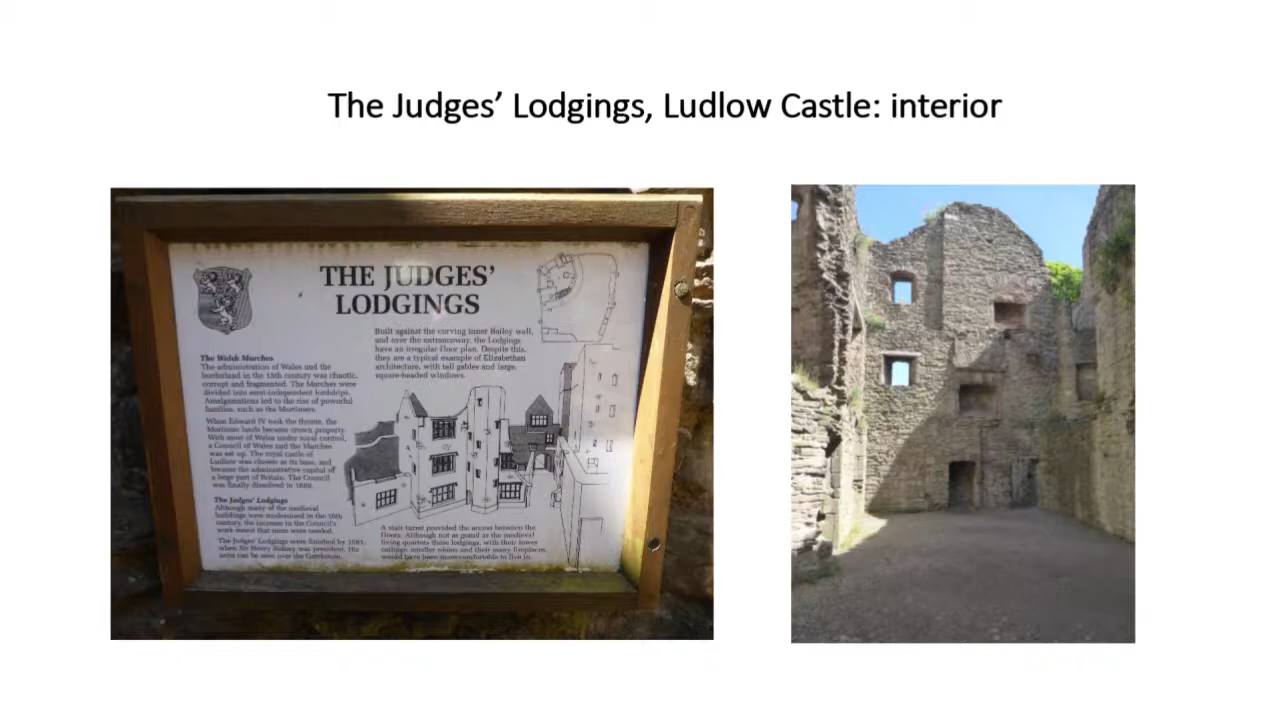 The Judges’ Lodgings, Ludlow Castle: interior
THE JUDGES’
LODGINGS
Built against the curving inner Bailey wall,
and over the entranceway, the Lodgings
have an irregular floor plan. Despite this,
they are a typical example of Elizabethan
architecture, with tall gables and large,
square-headed windows.
The Welsh Marches
The administration of Wales and the
borderland in the 15th century was chaotic,
corrupt and fragmented. The Marches were
divided into semi-independent lordships.
Amalgamations led to the rise of powerful
families, such as the Mortimers.
When Edward IV took the throne, the
Mortimer lands became crown property.
With most of Wales under royal control,
a Council of Wales and the Marches
was set up. The royal castle of
Ludlow was chosen as its base, and
became the administrative capital of
a large part of Britain. The Council
was finally dissolved in 1689.
The Judges’ Lodgings
Although many of the medieval
buildings were modernised in the 16th
century, the increase in the Council's
work meant that more were needed.
The Judges’ Lodgings were finished by 1581,
when Sir Henry Sidney was president. His
arms can be seen over the Gatehouse.
A stair turret provided the access between the
floors. Although not as grand as the medieval
living quarters these lodgings, with their lower
ceilings, smaller rooms and their many fireplaces,
would have been more comfortable to live in.